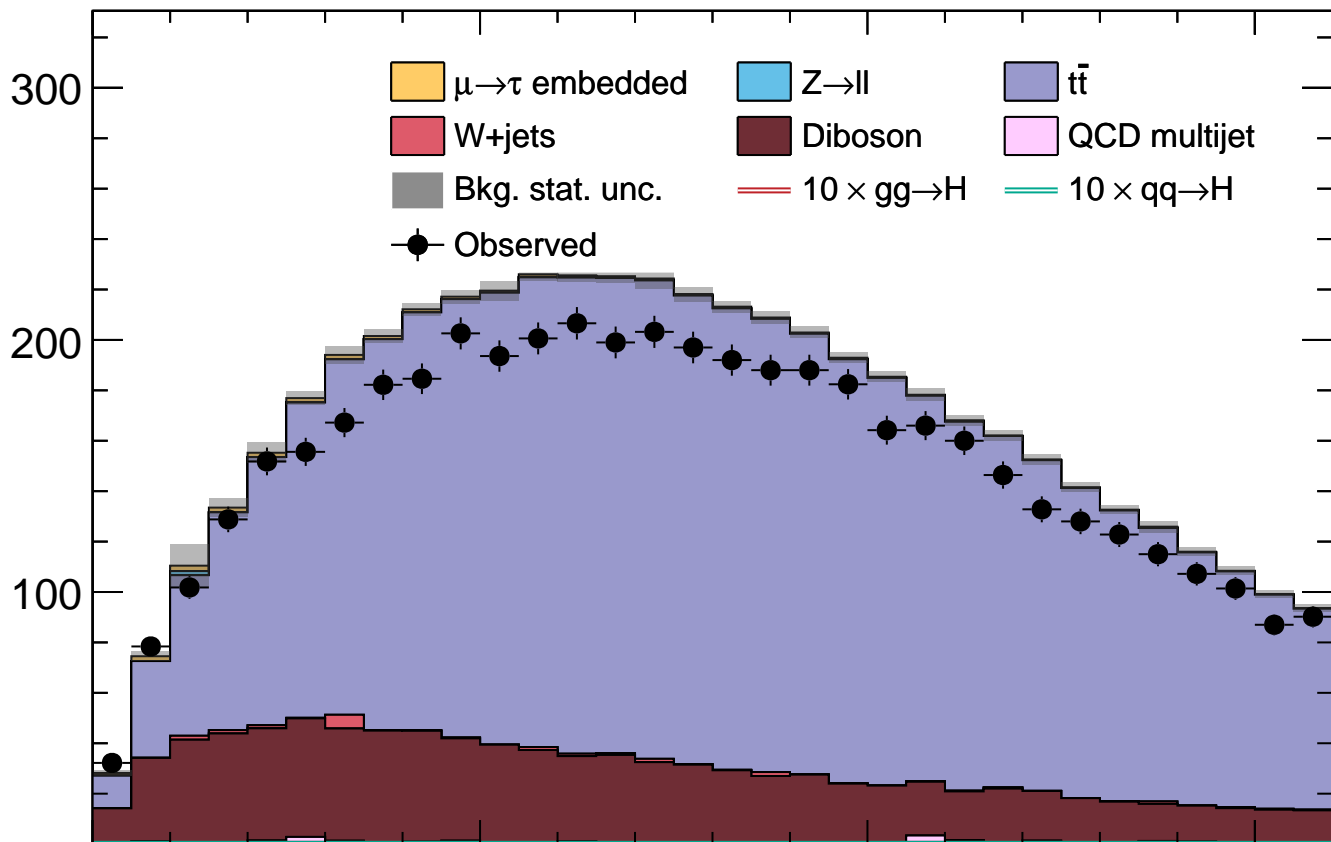 300
μ→τ embedded Z→ll tt̄
W+jets Diboson QCD multijet
Bkg. stat. unc. 10 × gg→H 10 × qq→H
Observed
200
100